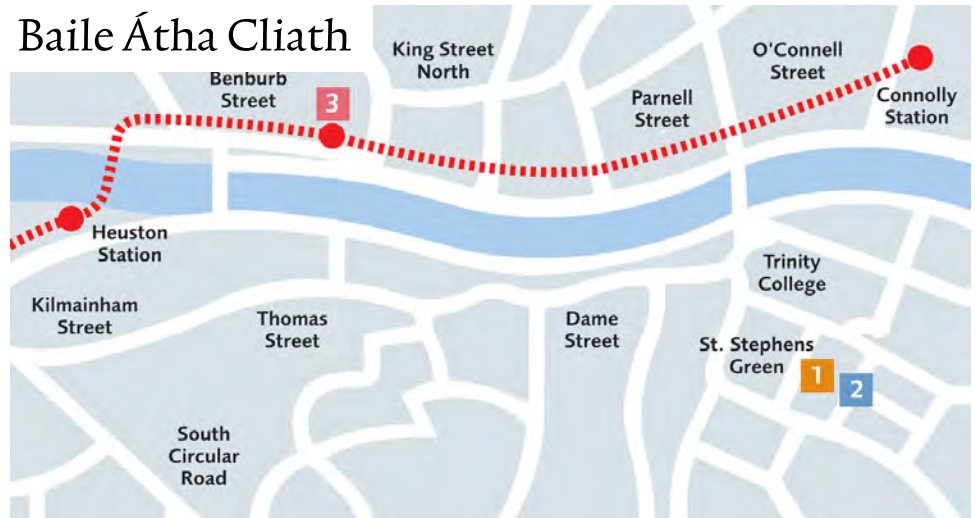 Baile Átha Cliath
King Street
North
O'Connell
Street
Benburb
Street
3
Parnell
Street
Connolly
Station
Heuston
Station
Trinity
College
Kilmainham
Street
Thomas
Street
Dame
Street
St. Stephens
Green
1
2
South
Circular
Road